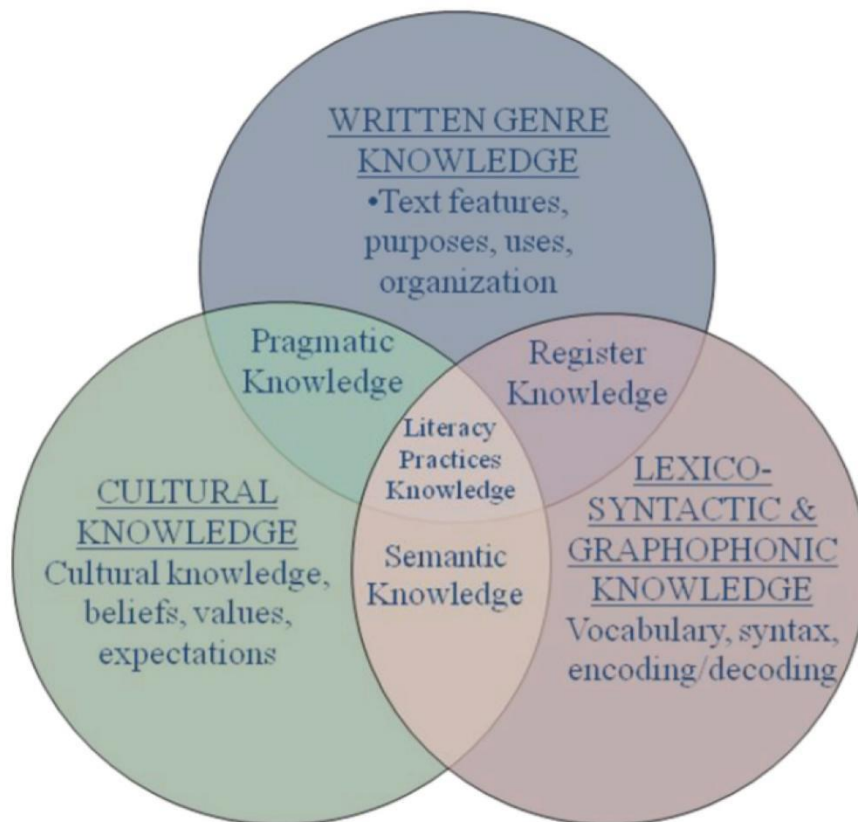 WRITTEN GENRE
KNOWLEDGE
•Text features,
purposes, uses,
organization
Pragmatic
Knowledge
Register
Knowledge
Literacy
Practices
Knowledge
CULTURAL
KNOWLEDGE
Cultural knowledge,
beliefs, values,
expectations
Semantic
Knowledge
LEXICO-
SYNTACTIC &
GRAPHOPHONIC
KNOWLEDGE
Vocabulary, syntax,
encoding/decoding